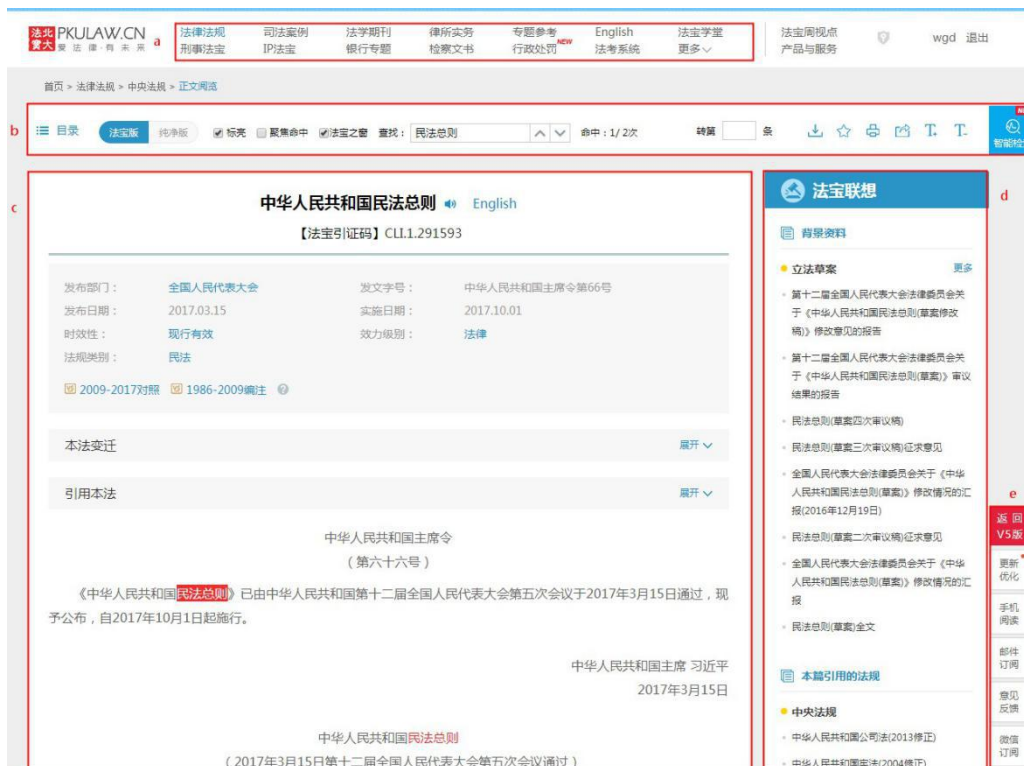 法北宝大 PKULAW.CN
爱 法 律 · 有 未 来
a
法律法规 司法案例 法学期刊 律所实务 专题参考 English 法宝学堂
刑事法宝 IP法宝 银行专题 检察文书 行政处罚 NEW 法考系统 更多
法宝周视点
产品与服务
wgd 退出
首页 > 法律法规 > 中央法规 > 正文阅览
b
目录 法宝版 纯净版 标亮 聚焦命中 法宝之窗 查找: 民法总则 命中:1/ 2次 转第 条 T+ T-
c
中华人民共和国民法总则 English
【法宝引证码】CLI.1.291593
发布部门: 全国人民代表大会 发文字号: 中华人民共和国主席令第66号
发布日期: 2017.03.15 实施日期: 2017.10.01
时效性: 现行有效 效力级别: 法律
法规类别: 民法
2009-2017对照 1986-2009编注 ?
本法变迁 展开
引用本法 展开
中华人民共和国主席令
(第六十六号)
《中华人民共和国民法总则》已由中华人民共和国第十二届全国人民代表大会第五次会议于2017年3月15日通过,现
予公布,自2017年10月1日起施行。
中华人民共和国主席 习近平
2017年3月15日
中华人民共和国民法总则
(2017年3月15日第十二届全国人民代表大会第五次会议通过)
d
法宝联想
背景资料
立法草案 更多
第十二届全国人民代表大会法律委员会关
于《中华人民共和国民法总则(草案修改
稿)》修改意见的报告
第十二届全国人民代表大会法律委员会关
于《中华人民共和国民法总则(草案)》审议
结果的报告
民法总则(草案四次审议稿)
民法总则(草案三次审议稿)征求意见
全国人民代表大会法律委员会关于《中华
人民共和国民法总则(草案)》修改情况的汇
报(2016年12月19日)
民法总则(草案二次审议稿)征求意见
全国人民代表大会法律委员会关于《中华
人民共和国民法总则(草案)》修改情况的汇
报
民法总则(草案)全文
本篇引用的法规
中央法规
中华人民共和国公司法(2013修正)
中华人民共和国宪法(2004修正)
e
返 回
V5版
更新
优化
手机
阅读
邮件
订阅
意见
反馈
微信
订阅